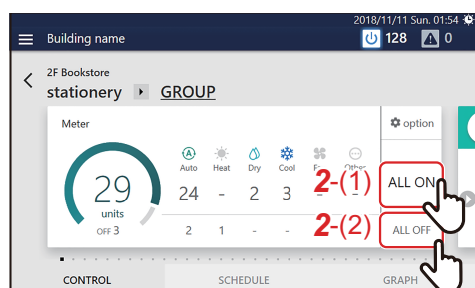 2018/11/11 Sun. 01:54
Building name 128 0
2F Bookstore
stationery GROUP
Meter option
Auto Heat Dry Cool
29 24 - 2 3 - - 2-(1) ALL ON
units
OFF 3 2 1 - - 2-(2) ALL OFF
CONTROL SCHEDULE GRAPH